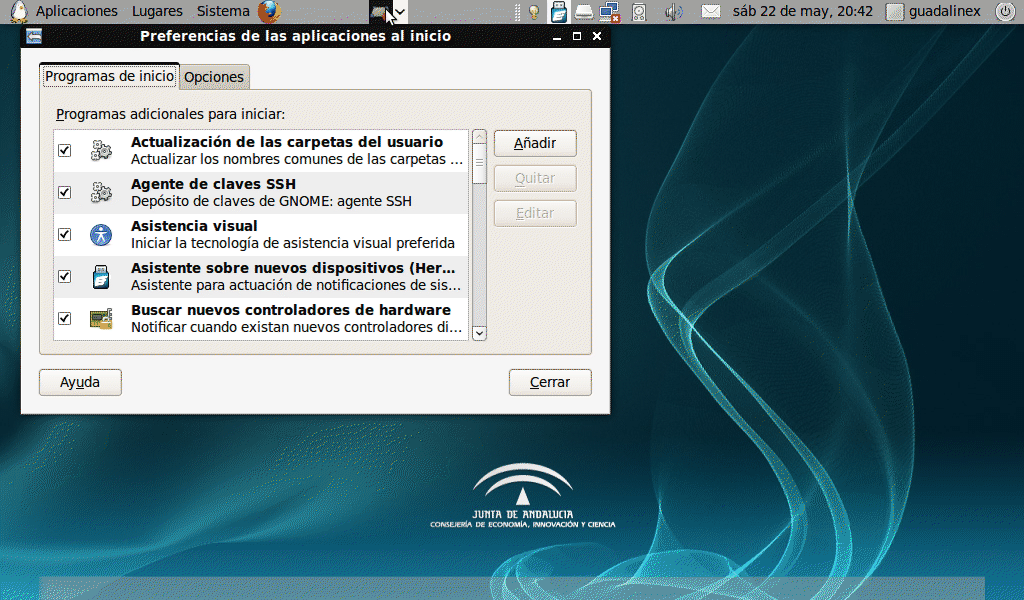 Aplicaciones Lugares Sistema sáb 22 de may, 20:42 guadalinex
Preferencias de las aplicaciones al inicio
Programas de inicio Opciones
Programas adicionales para iniciar:
Actualización de las carpetas del usuario
Actualizar los nombres comunes de las carpetas ...
Agente de claves SSH
Depósito de claves de GNOME: agente SSH
Asistencia visual
Iniciar la tecnología de asistencia visual preferida
Asistente sobre nuevos dispositivos (Her...
Asistente para actuación de notificaciones de sis...
Buscar nuevos controladores de hardware
Notificar cuando existan nuevos controladores di...
Añadir
Quitar
Editar
Ayuda Cerrar
JUNTA DE ANDALUCIA
CONSEJERÍA DE ECONOMÍA, INNOVACIÓN Y CIENCIA